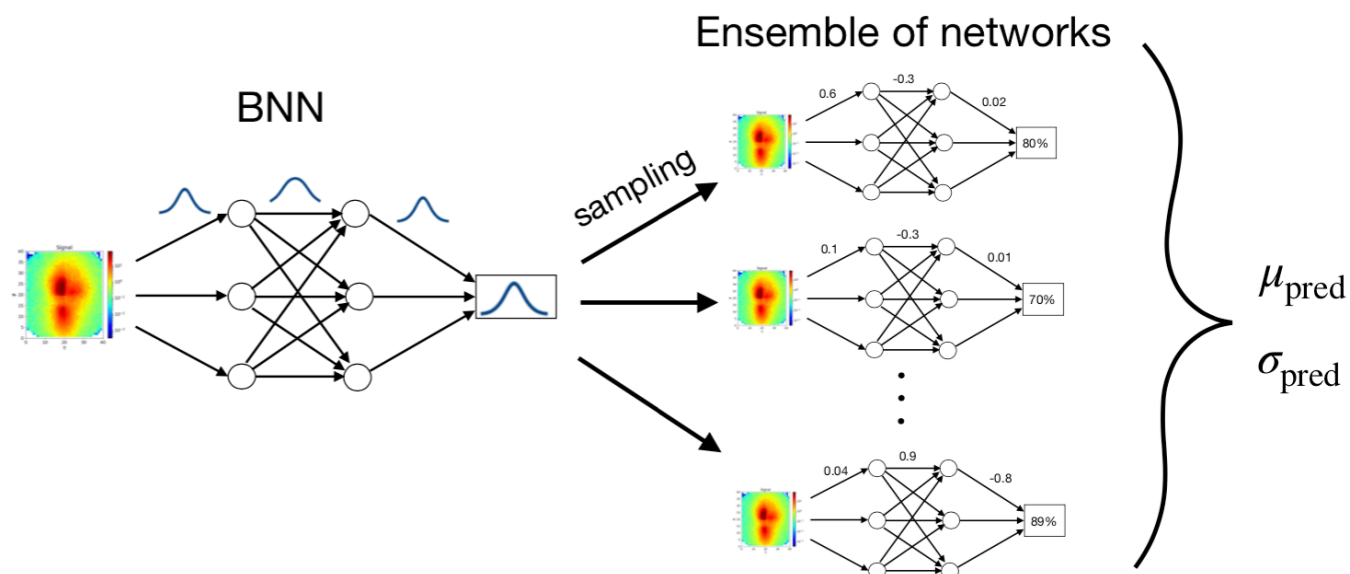 Ensemble of networks
BNN
sampling
Signal
0.6
-0.3
0.02
80%
0.1
-0.3
0.01
70%
0.04
0.9
-0.8
89%
μpred
σpred